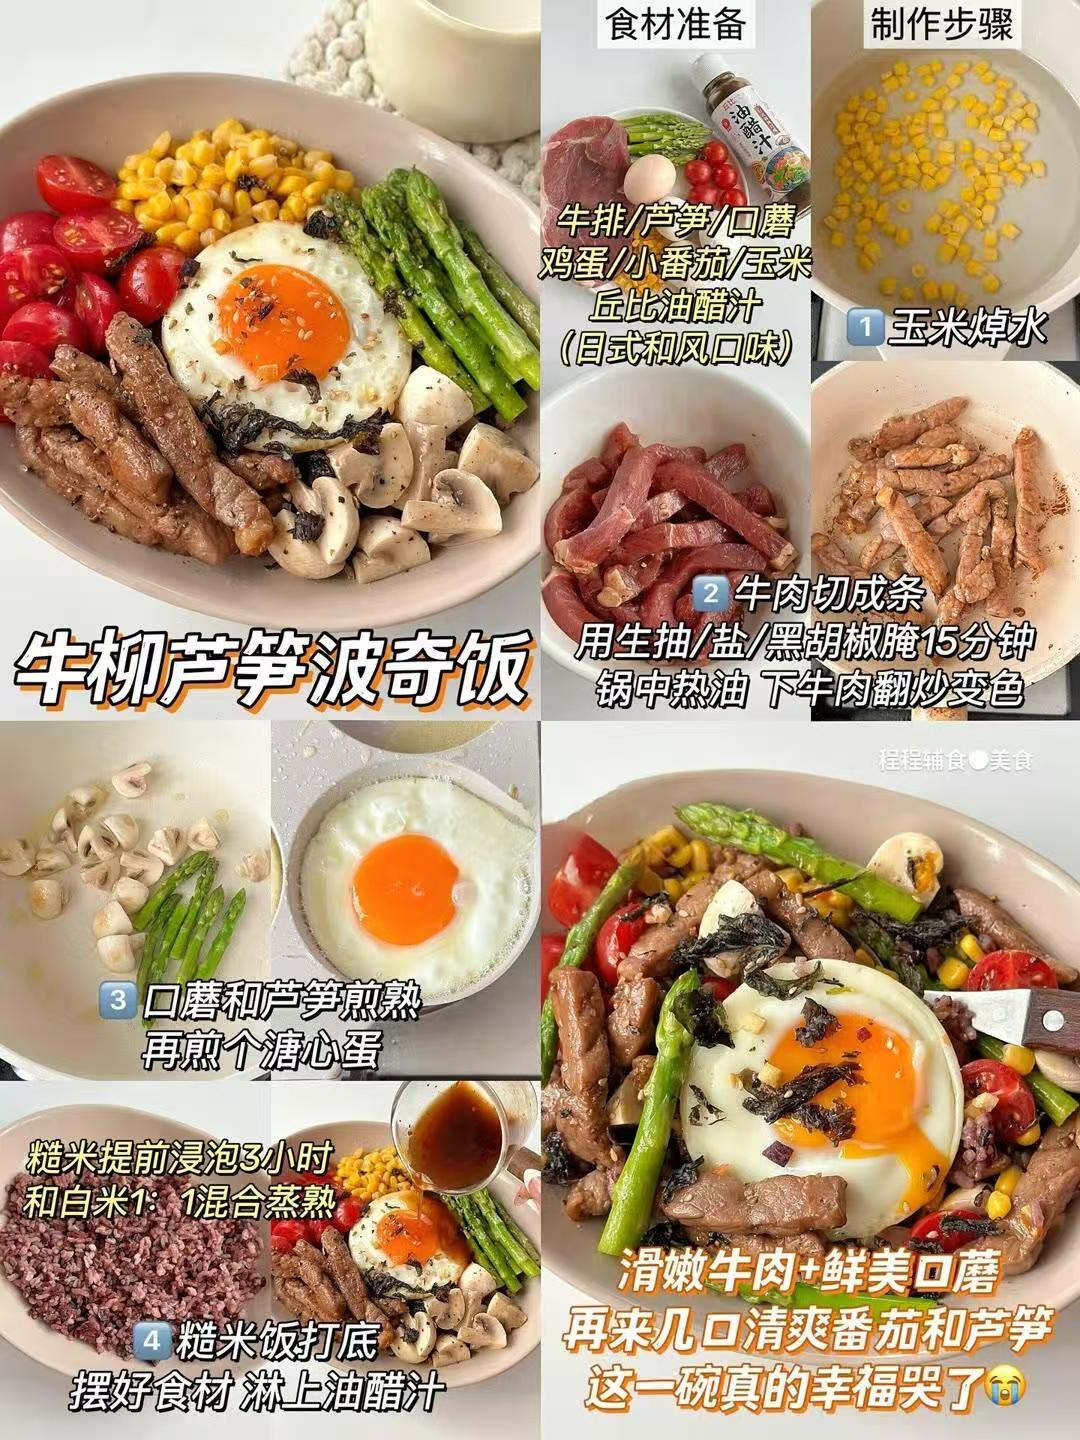 牛柳芦笋波奇饭
食材准备
丘比
油醋汁
牛排/芦笋/口蘑
鸡蛋/小番茄/玉米
丘比油醋汁
(日式和风口味)
制作步骤
1 玉米焯水
2 牛肉切成条
用生抽/盐/黑胡椒腌15分钟
锅中热油 下牛肉翻炒变色
3 口蘑和芦笋煎熟
再煎个溏心蛋
糙米提前浸泡3小时
和白米1：1混合蒸熟
4 糙米饭打底
摆好食材 淋上油醋汁
程程辅食●美食
滑嫩牛肉+鲜美口蘑
再来几口清爽番茄和芦笋
这一碗真的幸福哭了😭